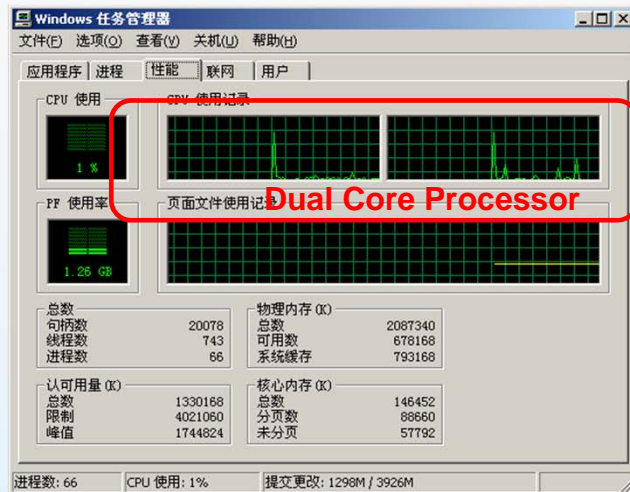 Windows 任务管理器
文件(F) 选项(O) 查看(V) 关机(U) 帮助(H)
应用程序 进程 性能 联网 用户
CPU 使用 CPU 使用记录
1 %
Dual Core Processor
PF 使用率 页面文件使用记录
1.26 GB
总数 物理内存(K)
句柄数 20078 总数 2087340
线程数 743 可用数 678168
进程数 66 系统缓存 793168
认可用量(K) 核心内存(K)
总数 1330168 总数 146452
限制 4021060 分页数 88660
峰值 1744824 未分页 57792
进程数: 66 CPU 使用: 1% 提交更改: 1298M / 3926M